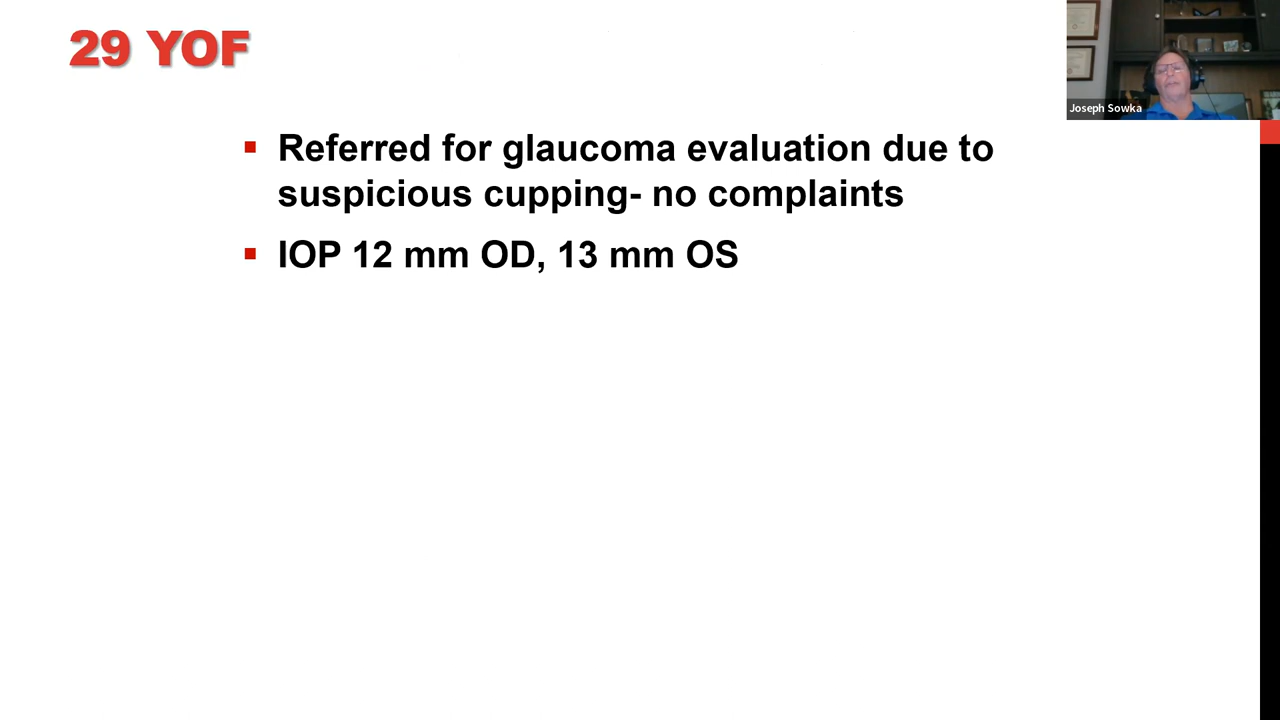 29 YOF
Joseph Sowka
▪ Referred for glaucoma evaluation due to
suspicious cupping- no complaints
▪ IOP 12 mm OD, 13 mm OS